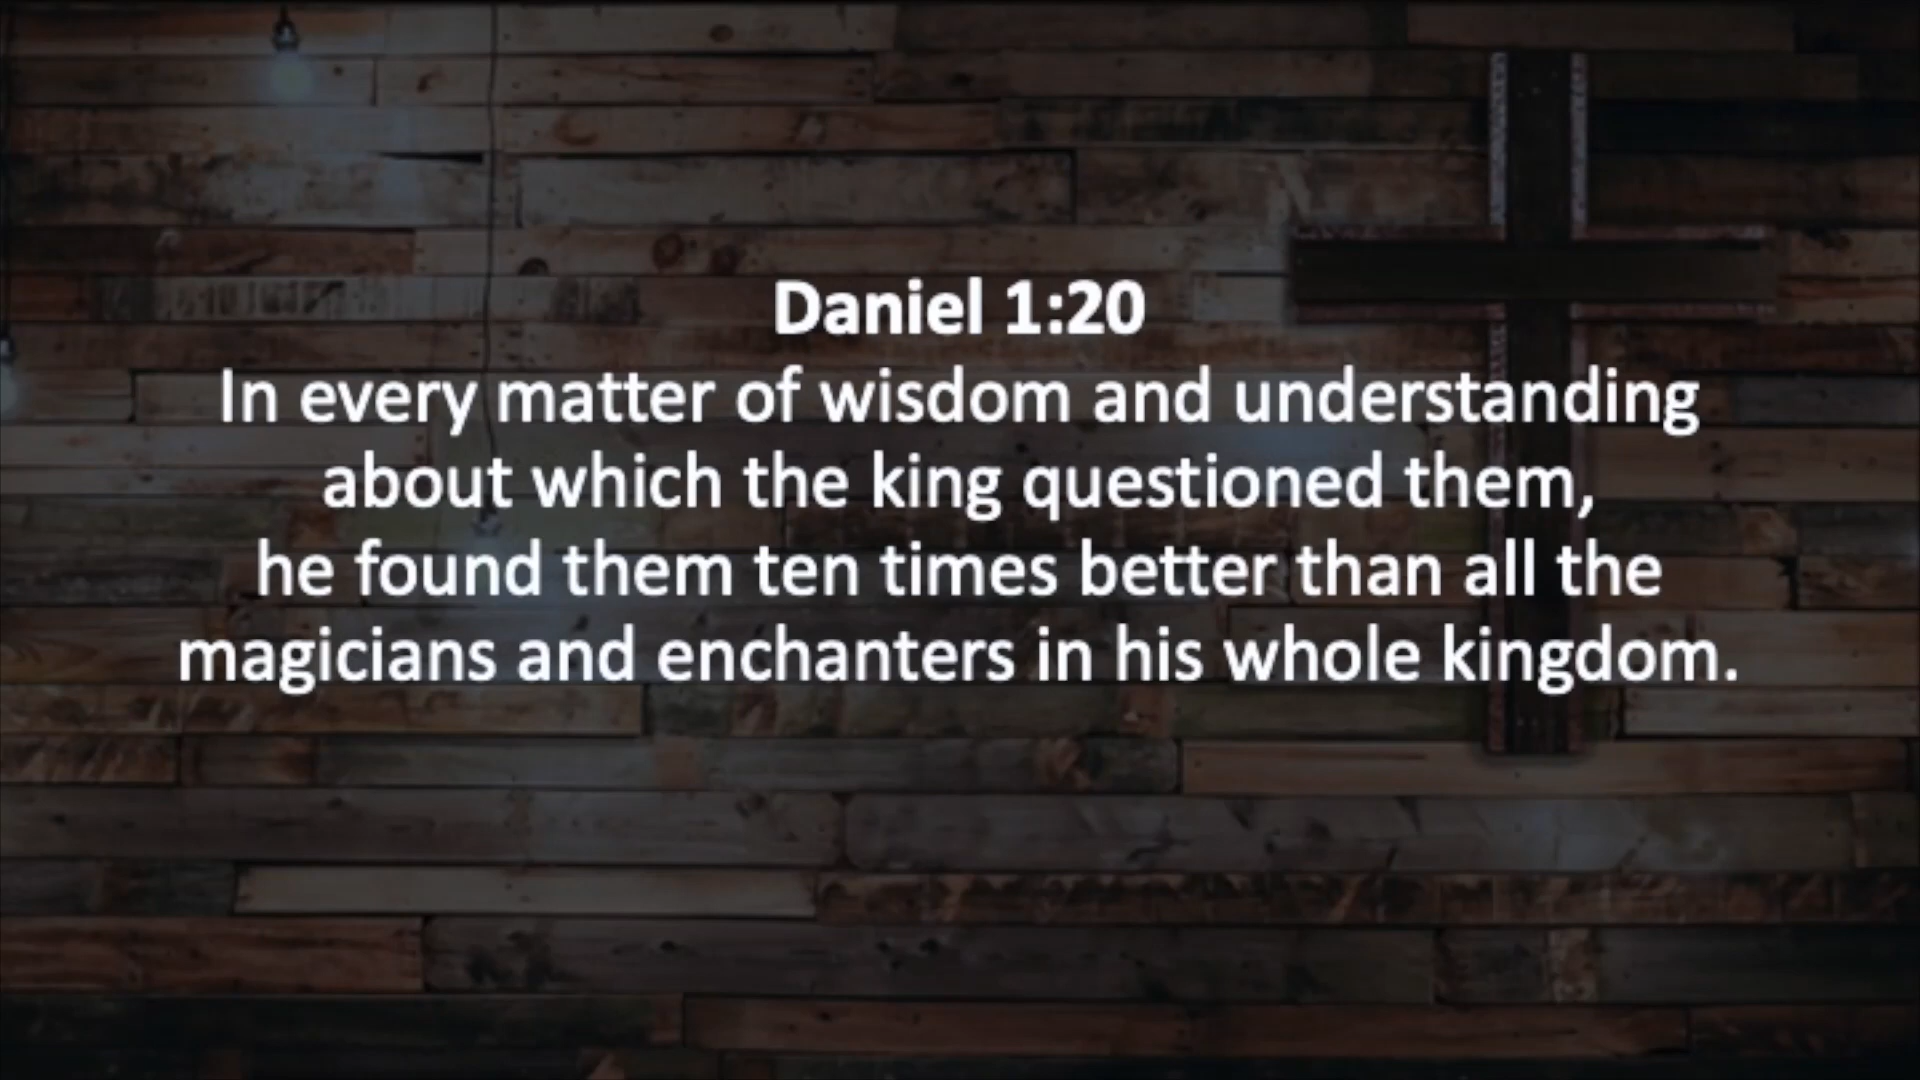 Daniel 1:20
In every matter of wisdom and understanding
about which the king questioned them,
he found them ten times better than all the
magicians and enchanters in his whole kingdom.